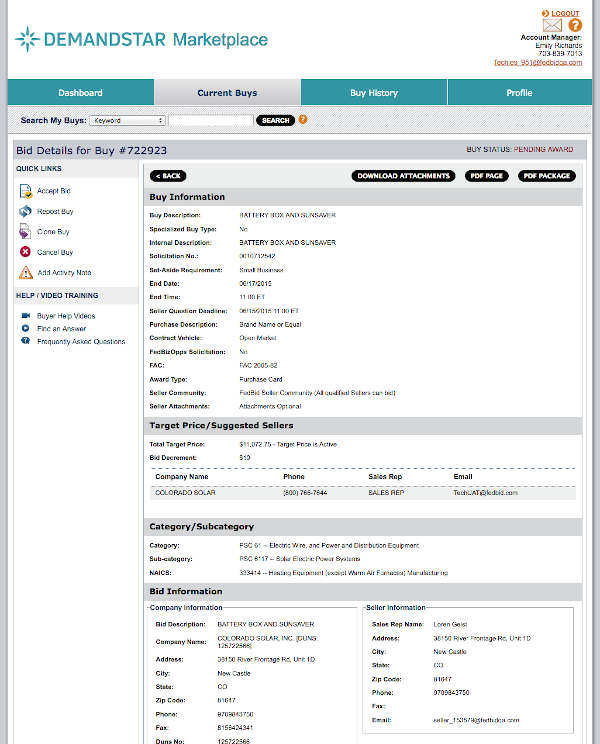 LOGOUT
DEMANDSTAR Marketplace
Account Manager:
Emily Richards
703-839-7013
Techies_951@fedbidqa.com
Dashboard Current Buys Buy History Profile
Search My Buys: Keyword SEARCH
Bid Details for Buy #722923 BUY STATUS: PENDING AWARD
QUICK LINKS
Accept Bid
Repost Buy
Clone Buy
Cancel Buy
Add Activity Note
HELP / VIDEO TRAINING
Buyer Help Videos
Find an Answer
Frequently Asked Questions
< BACK DOWNLOAD ATTACHMENTS PDF PAGE PDF PACKAGE
Buy Information
Buy Description: BATTERY BOX AND SUNSAVER
Specialized Buy Type: No
Internal Description: BATTERY BOX AND SUNSAVER
Solicitation No.: 0010712542
Set-Aside Requirement: Small Business
End Date: 06/17/2015
End Time: 11:00 ET
Seller Question Deadline: 06/15/2015 11:00 ET
Purchase Description: Brand Name or Equal
Contract Vehicle: Open Market
FedBizOpps Solicitation: No
FAC: FAC 2005-82
Award Type: Purchase Card
Seller Community: FedBid Seller Community (All qualified Sellers can bid)
Seller Attachments: Attachments Optional
Target Price/Suggested Sellers
Total Target Price: $11,072.75 - Target Price is Active
Bid Decrement: $10
Company Name Phone Sales Rep Email
COLORADO SOLAR (800) 766-7644 SALES REP TechUAT@fedbid.com
Category/Subcategory
Category: PSC 61 -- Electric Wire, and Power and Distribution Equipment
Sub-category: PSC 6117 -- Solar Electric Power Systems
NAICS: 333414 -- Heating Equipment (except Warm Air Furnaces) Manufacturing
Bid Information
Company Information
Bid Description: BATTERY BOX AND SUNSAVER
Company Name: COLORADO SOLAR, INC. [DUNS: 125722566]
Address: 38150 River Frontage Rd, Unit 1D
City: New Castle
State: CO
Zip Code: 81647
Phone: 9709843750
Fax: 8156424341
Duns No: 125722566
Seller Information
Sales Rep Name: Loren Geist
Address: 38150 River Frontage Rd, Unit 1D
City: New Castle
State: CO
Zip Code: 81647
Phone: 9709843750
Fax:
Email: seller_153579@fedbidqa.com